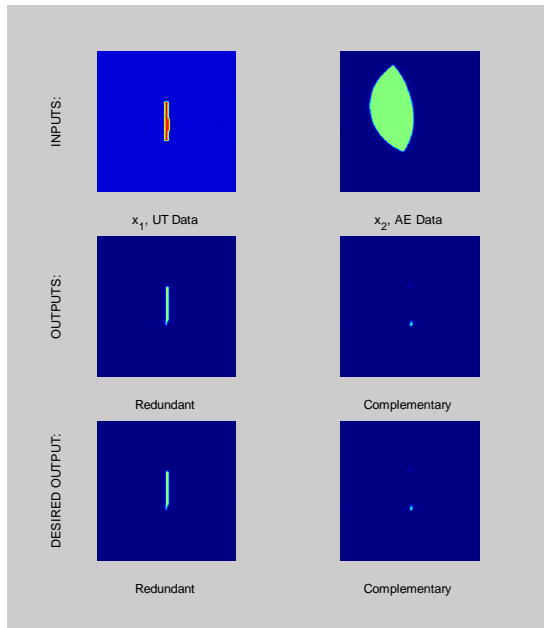 INPUTS:
x1, UT Data
x2, AE Data
OUTPUTS:
Redundant
Complementary
DESIRED OUTPUT:
Redundant
Complementary